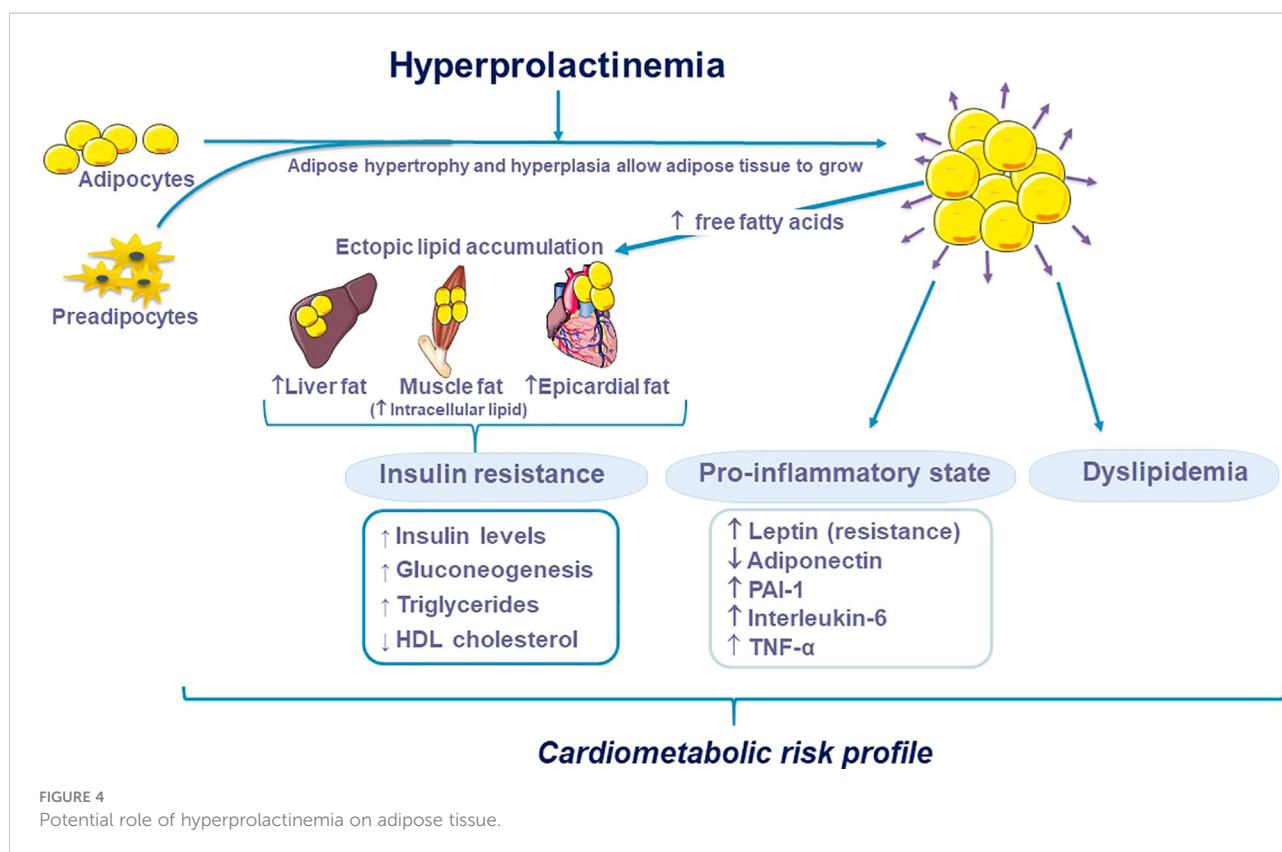 Hyperprolactinemia
Adipocytes
Adipose hypertrophy and hyperplasia allow adipose tissue to grow
↑ free fatty acids
Ectopic lipid accumulation
Preadipocytes
↑Liver fat
Muscle fat
(↑ Intracellular lipid)
↑Epicardial fat
Insulin resistance
↑ Insulin levels
↑ Gluconeogenesis
↑ Triglycerides
↓ HDL cholesterol
Pro-inflammatory state
↑ Leptin (resistance)
↓ Adiponectin
↑ PAI-1
↑ Interleukin-6
↑ TNF-α
Dyslipidemia
Cardiometabolic risk profile
FIGURE 4
Potential role of hyperprolactinemia on adipose tissue.